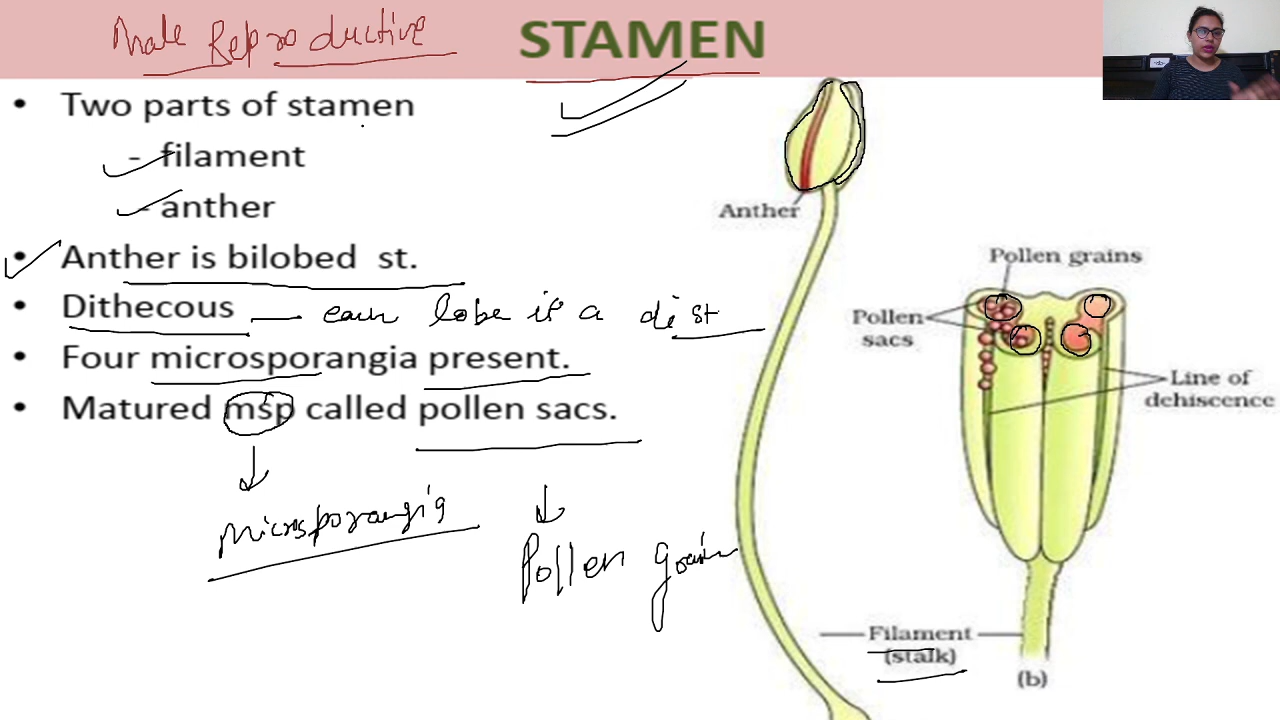 Male Reproductive
STAMEN
• Two parts of stamen
- filament
- anther
• Anther is bilobed st.
• Dithecous — each lobe is a dist
• Four microsporangia present.
• Matured msp called pollen sacs.
Microsporangia
Pollen grain
Anther
Pollen grains
Pollen
sacs
Line of
dehiscence
Filament
(stalk)
(b)